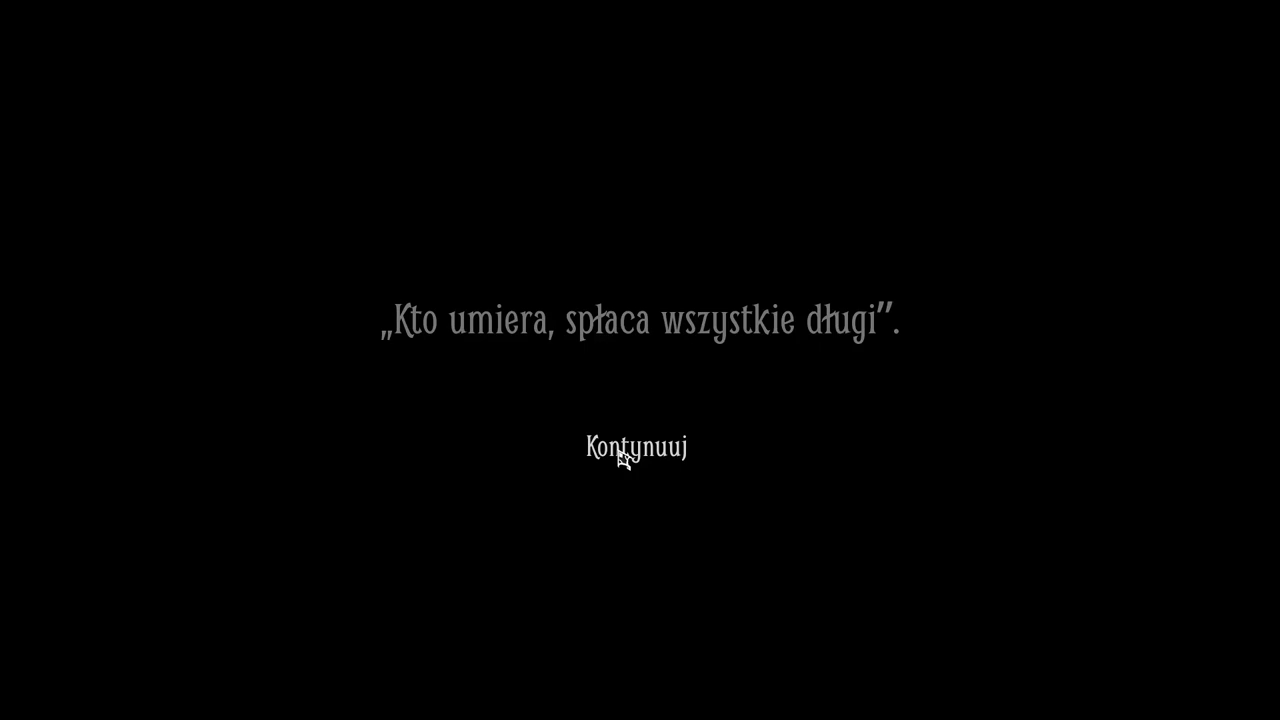 „Kto umiera, spłaca wszystkie długi”.
Kontynuuj